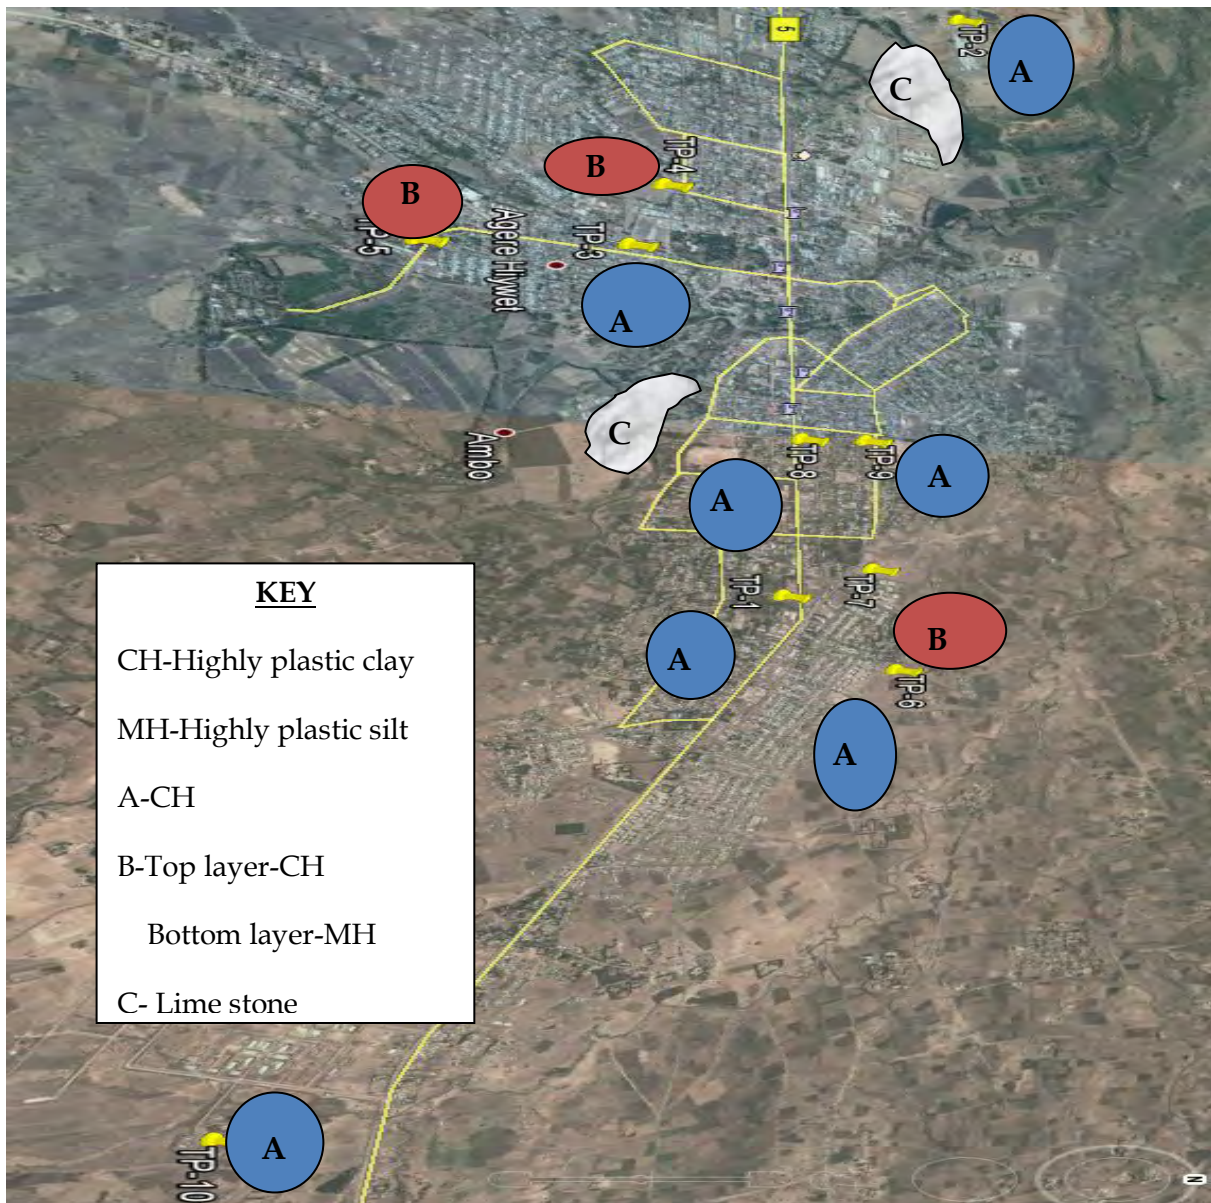 5
TP-2
A
C
TP-4
B
B
TP-5
Agere Hiywet
TP-3
A
C
Ambo
TP-8
TP-9
A
A
TP-1
TP-7
A
B
TP-6
A
KEY
CH-Highly plastic clay
MH-Highly plastic silt
A-CH
B-Top layer-CH
Bottom layer-MH
C- Lime stone
A
TP-10
N